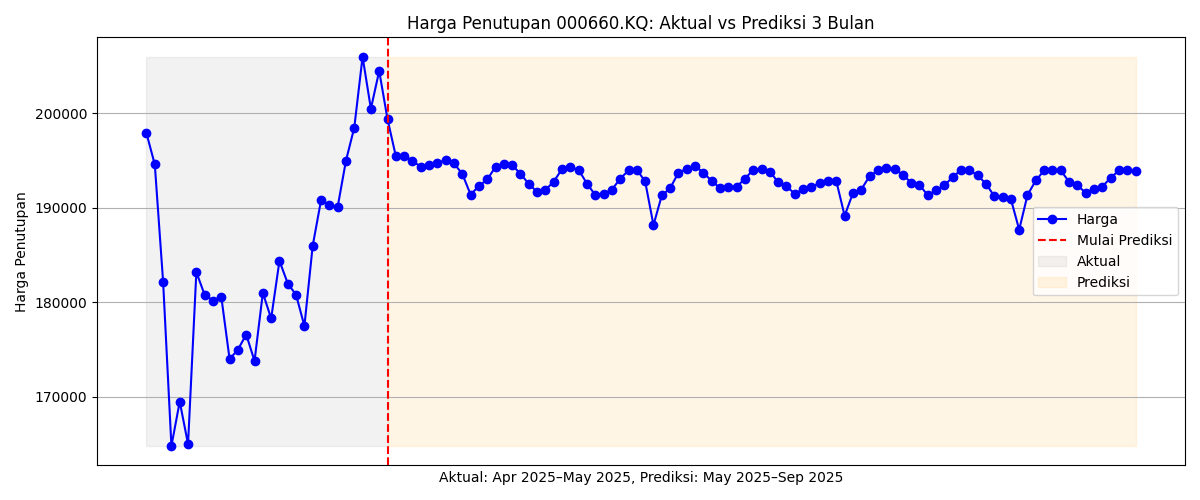 Harga Penutupan 000660.KQ: Aktual vs Prediksi 3 Bulan
Harga Penutupan
200000
190000
180000
170000
Harga
Mulai Prediksi
Aktual
Prediksi
Aktual: Apr 2025–May 2025, Prediksi: May 2025–Sep 2025